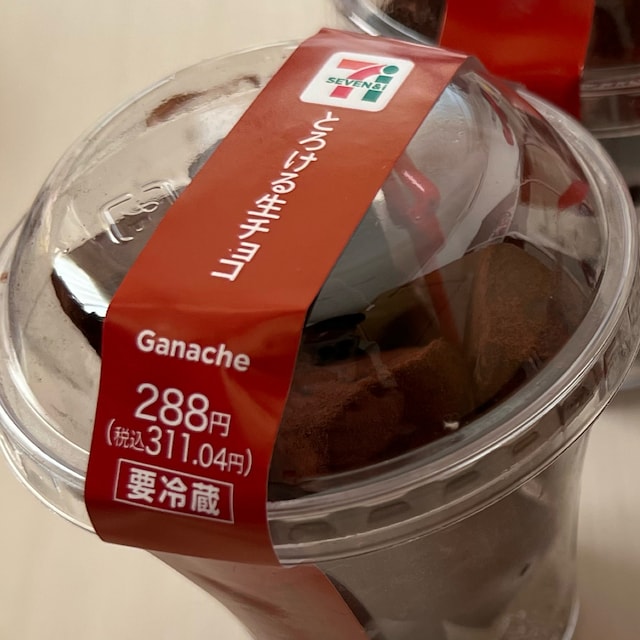 SEVEN&i
とろける生チョコ
Ganache
288円
(税込311.04円)
要冷蔵